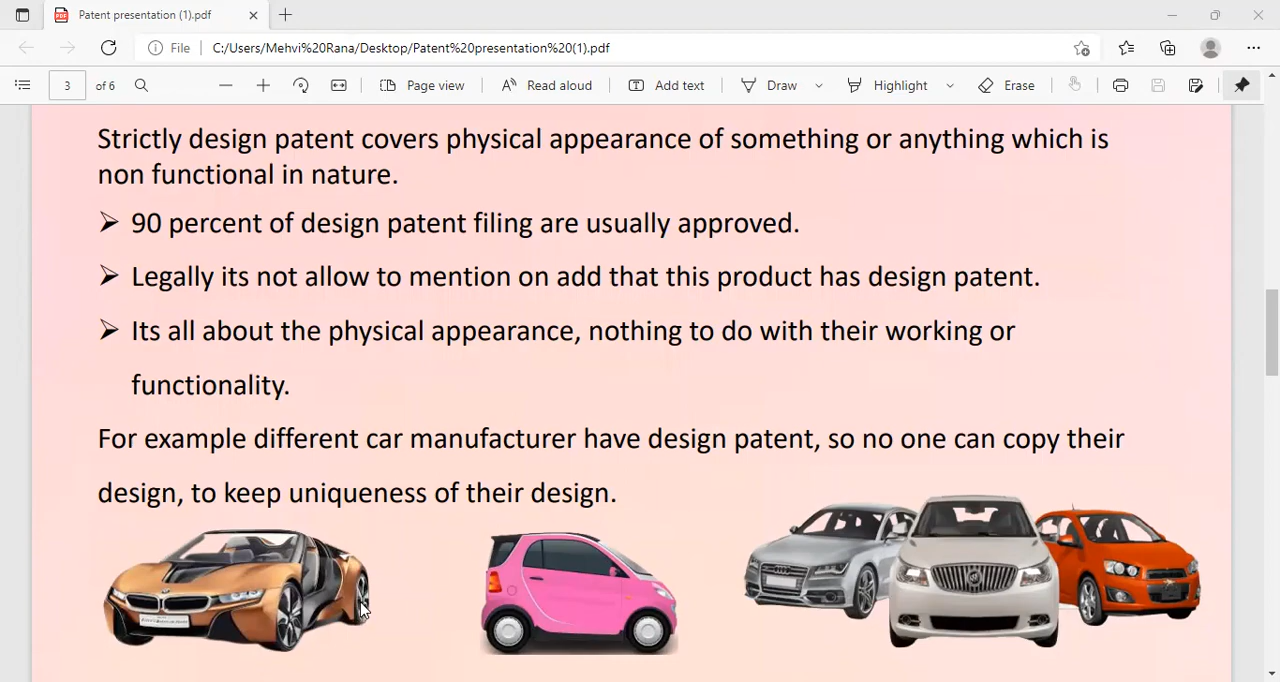 Patent presentation (1).pdf
File
C:/Users/Mehvi%20Rana/Desktop/Patent%20presentation%20(1).pdf
3 of 6 Page view Read aloud Add text Draw Highlight Erase
Strictly design patent covers physical appearance of something or anything which is
non functional in nature.
➢ 90 percent of design patent filing are usually approved.
➢ Legally its not allow to mention on add that this product has design patent.
➢ Its all about the physical appearance, nothing to do with their working or
functionality.
For example different car manufacturer have design patent, so no one can copy their
design, to keep uniqueness of their design.